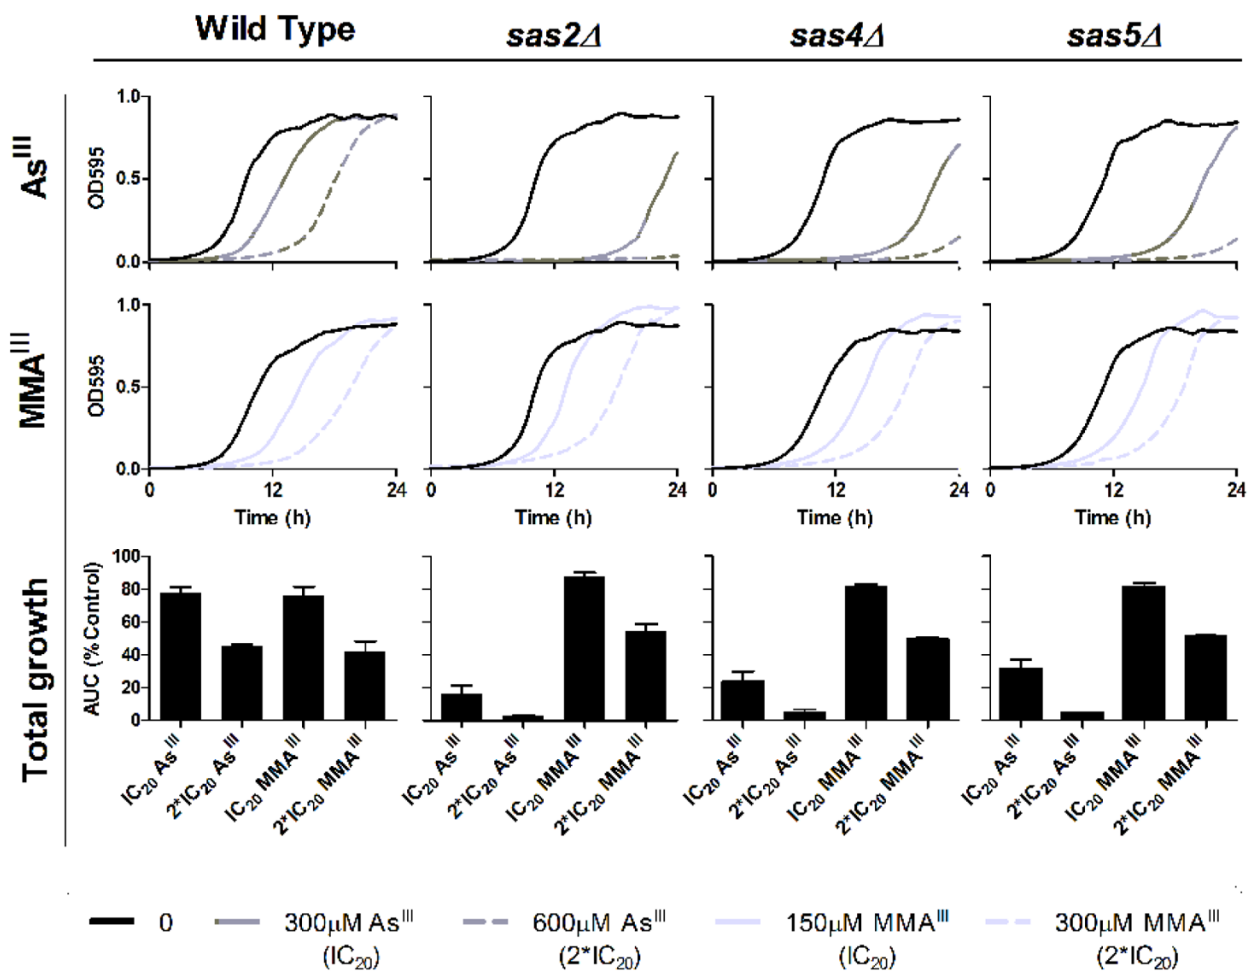 Wild Type sas2Δ sas4Δ sas5Δ
As^III
OD595
1.0
0.5
0.0
MMA^III
OD595
1.0
0.5
0.0
0 12 24 0 12 24 0 12 24 0 12 24
Time (h) Time (h) Time (h) Time (h)
Total growth
AUC (% Control)
100
80
60
40
20
0
IC₂₀ As^III 2*IC₂₀ As^III IC₂₀ MMA^III 2*IC₂₀ MMA^III IC₂₀ As^III 2*IC₂₀ As^III IC₂₀ MMA^III 2*IC₂₀ MMA^III IC₂₀ As^III 2*IC₂₀ As^III IC₂₀ MMA^III 2*IC₂₀ MMA^III IC₂₀ As^III 2*IC₂₀ As^III IC₂₀ MMA^III 2*IC₂₀ MMA^III
0 300μM As^III 600μM As^III 150μM MMA^III 300μM MMA^III
(IC₂₀) (2*IC₂₀) (IC₂₀) (2*IC₂₀)